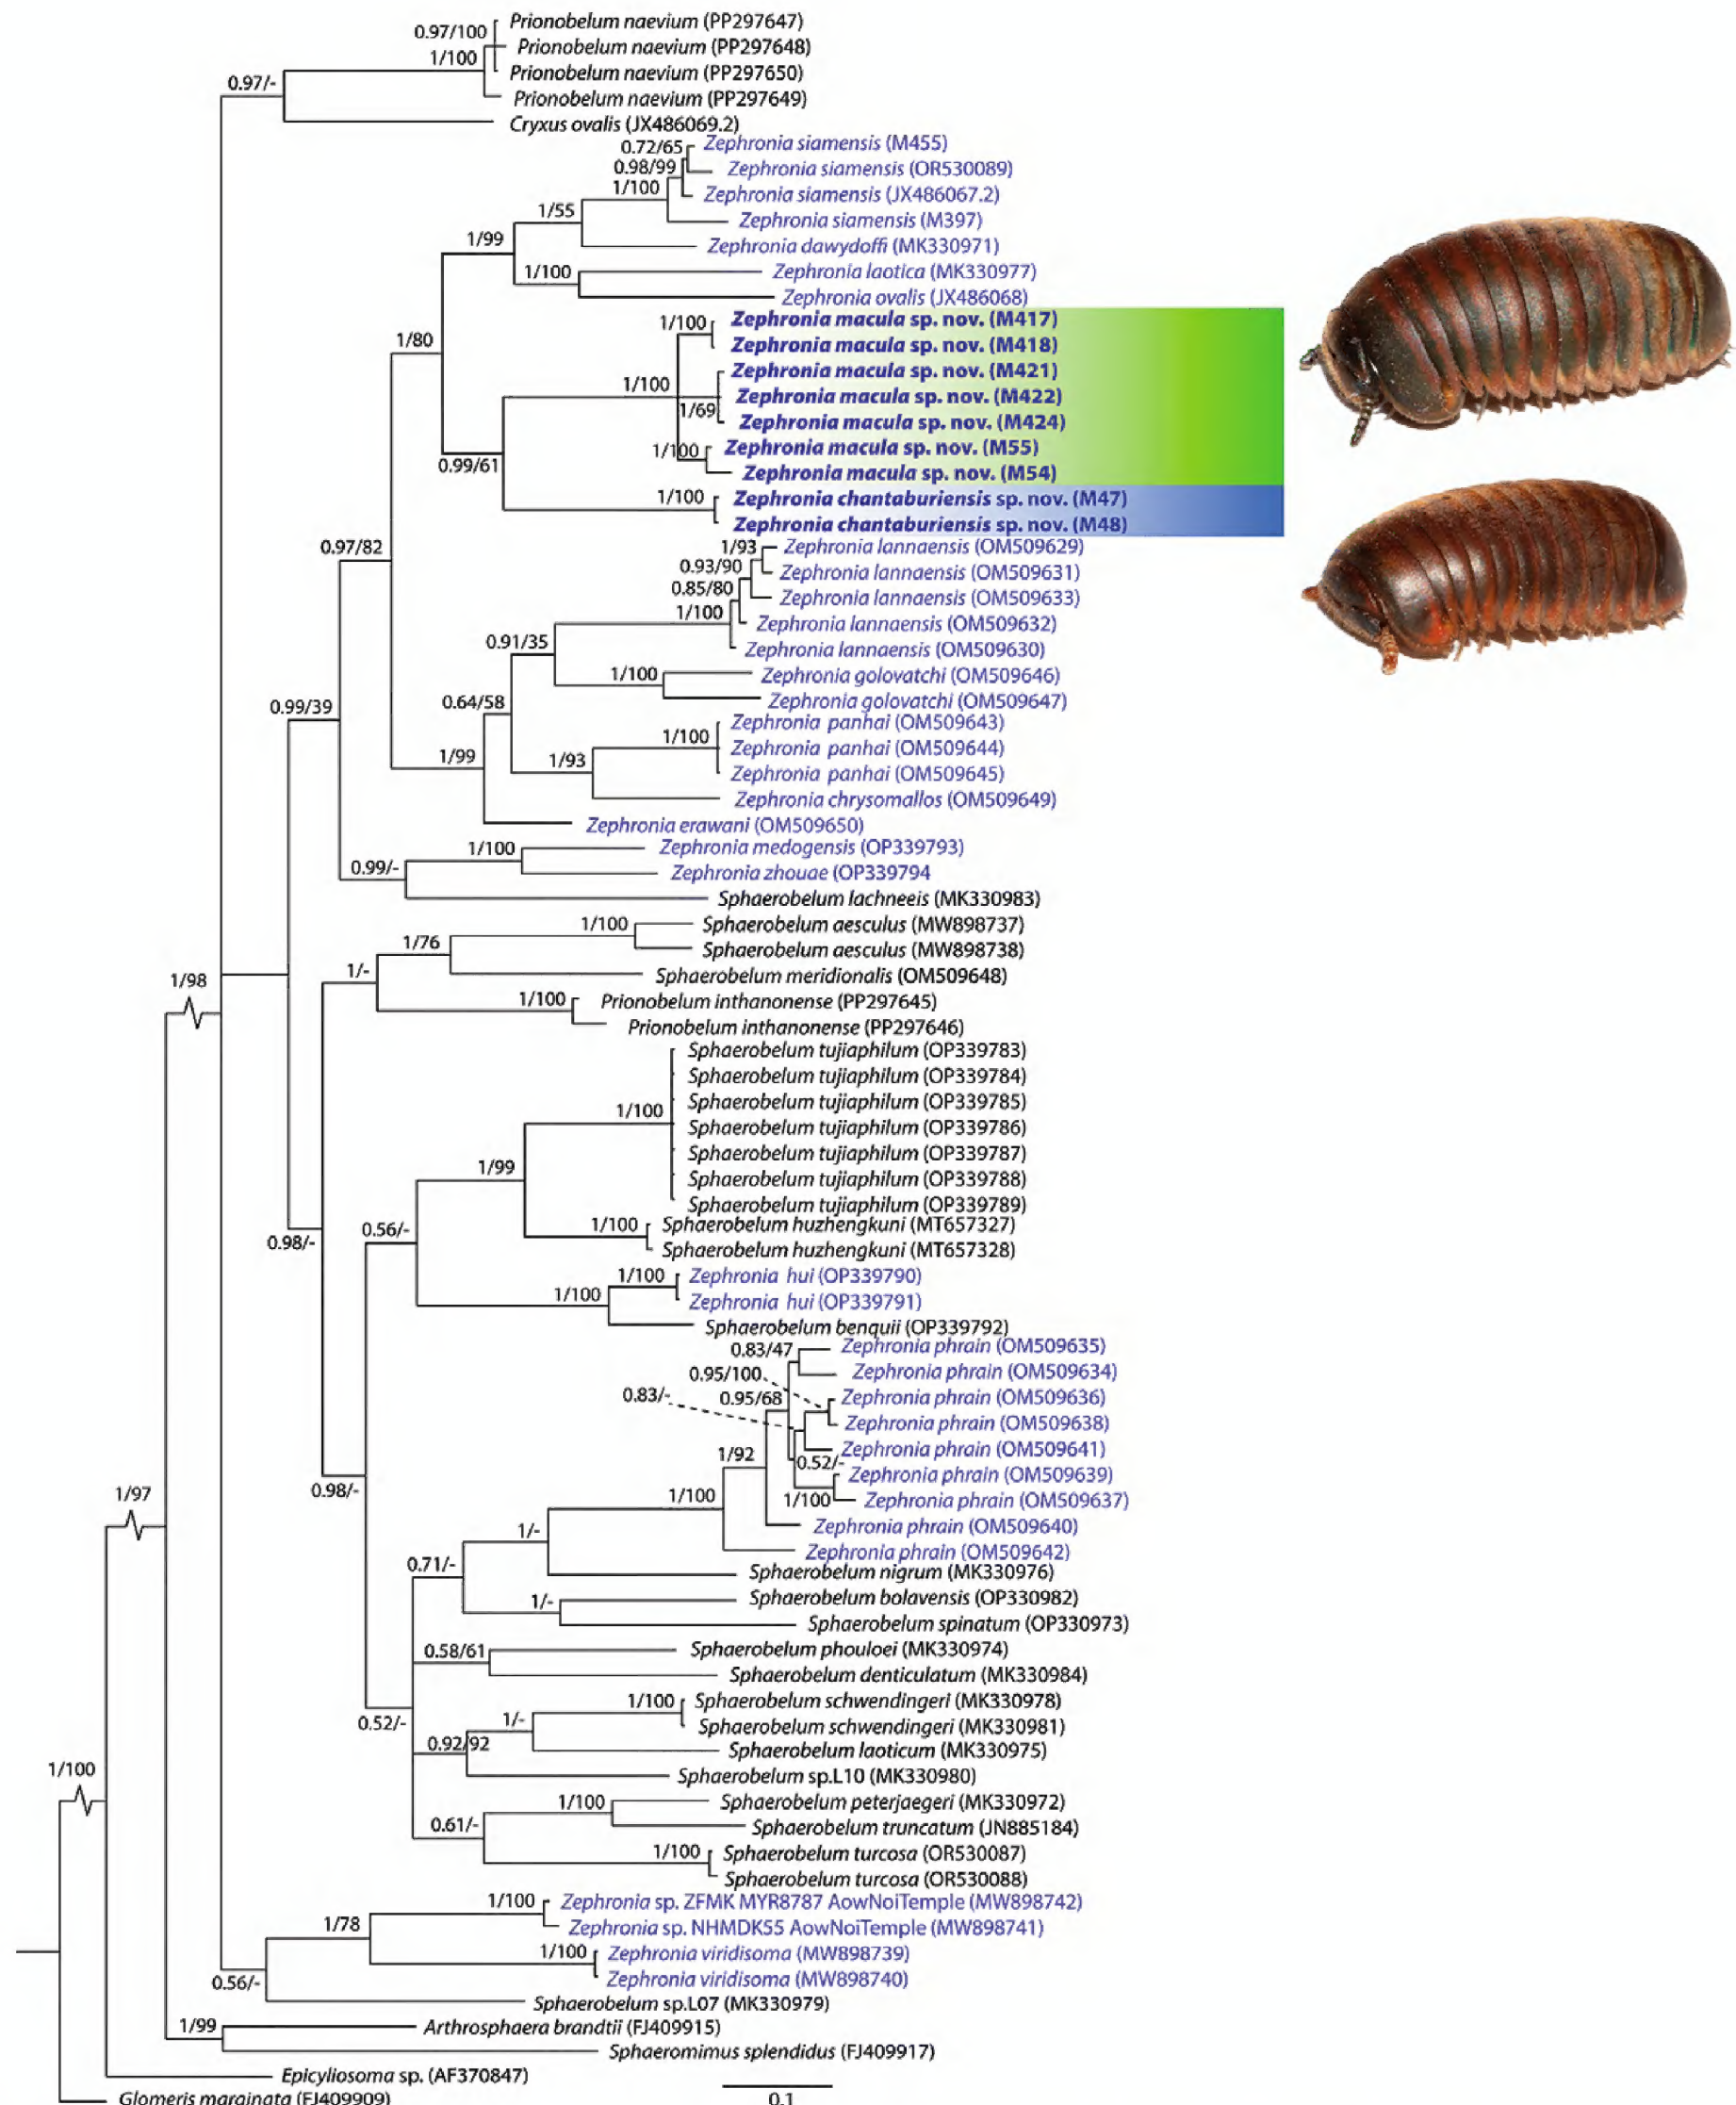 Prionobelum naevium (PP297647)
0.97/100
Prionobelum naevium (PP297648)
1/100
Prionobelum naevium (PP297650)
0.97/-
Prionobelum naevium (PP297649)
Cryxus ovalis (JX486069.2)
0.72/65
Zephronia siamensis (M455)
0.98/99
Zephronia siamensis (OR530089)
1/100
Zephronia siamensis (JX486067.2)
1/55
Zephronia siamensis (M397)
1/99
Zephronia dawydoffi (MK330971)
1/100
Zephronia laotica (MK330977)
Zephronia ovalis (JX486068)
1/100
Zephronia macula sp. nov. (M417)
1/80
Zephronia macula sp. nov. (M418)
Zephronia macula sp. nov. (M421)
1/100
Zephronia macula sp. nov. (M422)
1/69
Zephronia macula sp. nov. (M424)
1/100
Zephronia macula sp. nov. (M55)
0.99/61
Zephronia macula sp. nov. (M54)
1/100
Zephronia chantaburiensis sp. nov. (M47)
Zephronia chantaburiensis sp. nov. (M48)
0.97/82
1/93
Zephronia lannaensis (OM509629)
0.93/90
Zephronia lannaensis (OM509631)
0.85/80
Zephronia lannaensis (OM509633)
1/100
Zephronia lannaensis (OM509632)
0.91/35
Zephronia lannaensis (OM509630)
1/100
Zephronia golovatchi (OM509646)
0.99/39
0.64/58
Zephronia golovatchi (OM509647)
Zephronia panhai (OM509643)
1/100
Zephronia panhai (OM509644)
1/99
1/93
Zephronia panhai (OM509645)
Zephronia chrysomallos (OM509649)
Zephronia erawani (OM509650)
1/100
Zephronia medogensis (OP339793)
0.99/-
Zephronia zhouae (OP339794
Sphaerobelum lachneeis (MK330983)
1/100
Sphaerobelum aesculus (MW898737)
1/76
Sphaerobelum aesculus (MW898738)
1/98
1/-
Sphaerobelum meridionalis (OM509648)
1/100
Prionobelum inthanonense (PP297645)
Prionobelum inthanonense (PP297646)
Sphaerobelum tujiaphilum (OP339783)
Sphaerobelum tujiaphilum (OP339784)
Sphaerobelum tujiaphilum (OP339785)
1/100
Sphaerobelum tujiaphilum (OP339786)
Sphaerobelum tujiaphilum (OP339787)
1/99
Sphaerobelum tujiaphilum (OP339788)
Sphaerobelum tujiaphilum (OP339789)
0.98/-
0.56/-
1/100
Sphaerobelum huzhengkuni (MT657327)
Sphaerobelum huzhengkuni (MT657328)
1/100
Zephronia hui (OP339790)
1/100
Zephronia hui (OP339791)
Sphaerobelum benquii (OP339792)
0.83/47
Zephronia phrain (OM509635)
0.95/100
Zephronia phrain (OM509634)
0.83/-
0.95/68
Zephronia phrain (OM509636)
Zephronia phrain (OM509638)
1/92
Zephronia phrain (OM509641)
0.52/-
Zephronia phrain (OM509639)
1/97
0.98/-
1/100
1/100
Zephronia phrain (OM509637)
1/-
Zephronia phrain (OM509640)
Zephronia phrain (OM509642)
0.71/-
Sphaerobelum nigrum (MK330976)
1/-
Sphaerobelum bolavensis (OP330982)
Sphaerobelum spinatum (OP330973)
0.58/61
Sphaerobelum phouloei (MK330974)
Sphaerobelum denticulatum (MK330984)
1/100
Sphaerobelum schwendingeri (MK330978)
0.52/-
1/-
Sphaerobelum schwendingeri (MK330981)
0.92/92
Sphaerobelum laoticum (MK330975)
1/100
Sphaerobelum sp.L10 (MK330980)
1/100
Sphaerobelum peterjaegeri (MK330972)
0.61/-
Sphaerobelum truncatum (JN885184)
1/100
Sphaerobelum turcosa (OR530087)
Sphaerobelum turcosa (OR530088)
1/100
Zephronia sp. ZFMK MYR8787 AowNoiTemple (MW898742)
1/78
Zephronia sp. NHMDK55 AowNoiTemple (MW898741)
1/100
Zephronia viridisoma (MW898739)
0.56/-
Zephronia viridisoma (MW898740)
Sphaerobelum sp.L07 (MK330979)
1/99
Arthrosphaera brandtii (FJ409915)
Sphaeromimus splendidus (FJ409917)
Epicyliosoma sp. (AF370847)
Glomeris marginata (FJ409909)
0.1